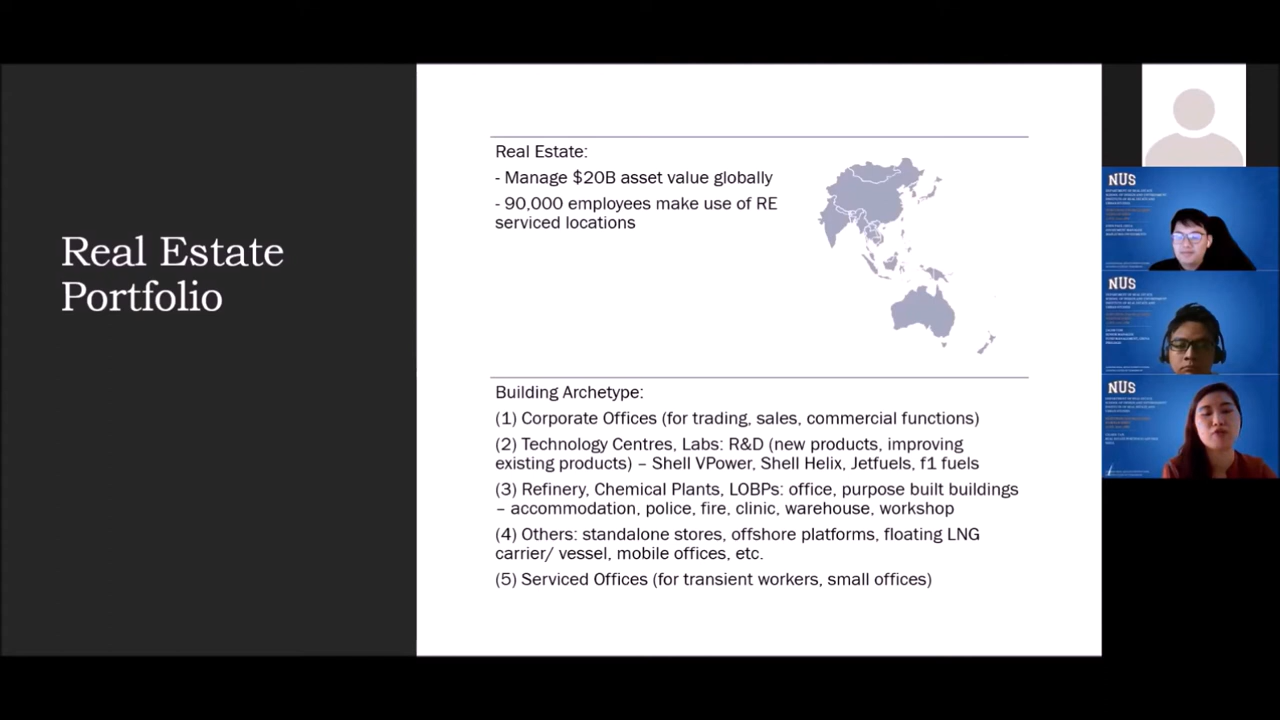 Real Estate
Portfolio
Real Estate:
- Manage $20B asset value globally
- 90,000 employees make use of RE
serviced locations
Building Archetype:
(1) Corporate Offices (for trading, sales, commercial functions)
(2) Technology Centres, Labs: R&D (new products, improving
existing products) – Shell VPower, Shell Helix, Jetfuels, f1 fuels
(3) Refinery, Chemical Plants, LOBPs: office, purpose built buildings
– accommodation, police, fire, clinic, warehouse, workshop
(4) Others: standalone stores, offshore platforms, floating LNG
carrier/ vessel, mobile offices, etc.
(5) Serviced Offices (for transient workers, small offices)
NUS
NUS
NUS